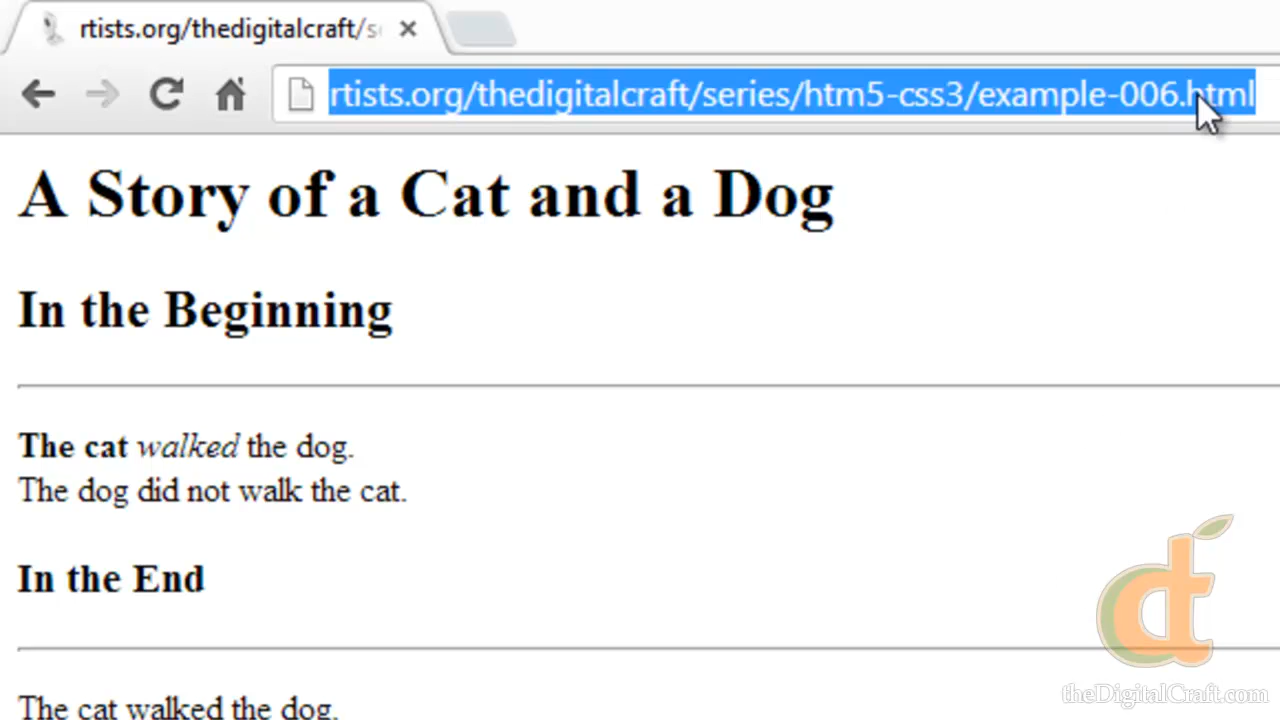 rtists.org/thedigitalcraft/s
rtists.org/thedigitalcraft/series/htm5-css3/example-006.html
A Story of a Cat and a Dog
In the Beginning
The cat walked the dog.
The dog did not walk the cat.
In the End
The cat walked the dog.
dt
theDigitalCraft.com